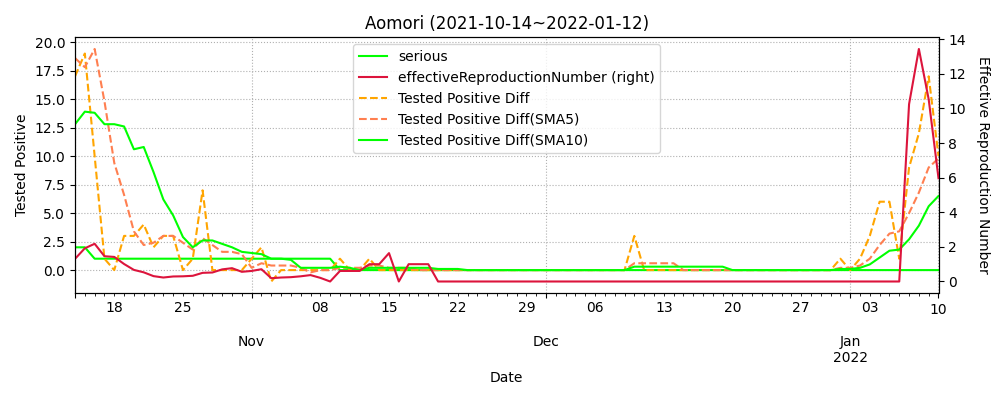 Aomori (2021-10-14~2022-01-12)
serious
effectiveReproductionNumber (right)
Tested Positive Diff
Tested Positive Diff(SMA5)
Tested Positive Diff(SMA10)
Tested Positive
20.0
17.5
15.0
12.5
10.0
7.5
5.0
2.5
0.0
14
12
10
8
6
4
2
0
Effective Reproduction Number
18 25 08 15 22 29 06 13 20 27 03 10
Nov Dec Jan
2022
Date